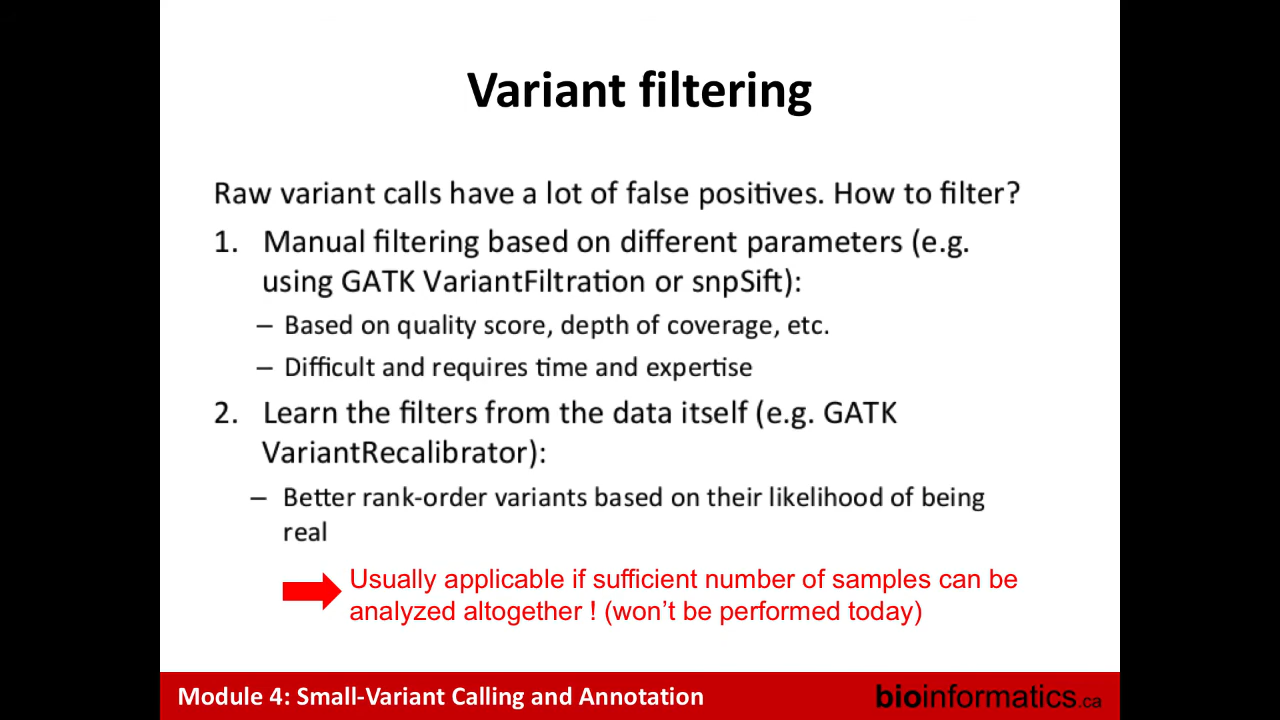 Variant filtering
Raw variant calls have a lot of false positives. How to filter?
1. Manual filtering based on different parameters (e.g.
using GATK VariantFiltration or snpSift):
– Based on quality score, depth of coverage, etc.
– Difficult and requires time and expertise
2. Learn the filters from the data itself (e.g. GATK
VariantRecalibrator):
– Better rank-order variants based on their likelihood of being
real
Usually applicable if sufficient number of samples can be
analyzed altogether ! (won’t be performed today)
Module 4: Small-Variant Calling and Annotation
bioinformatics.ca